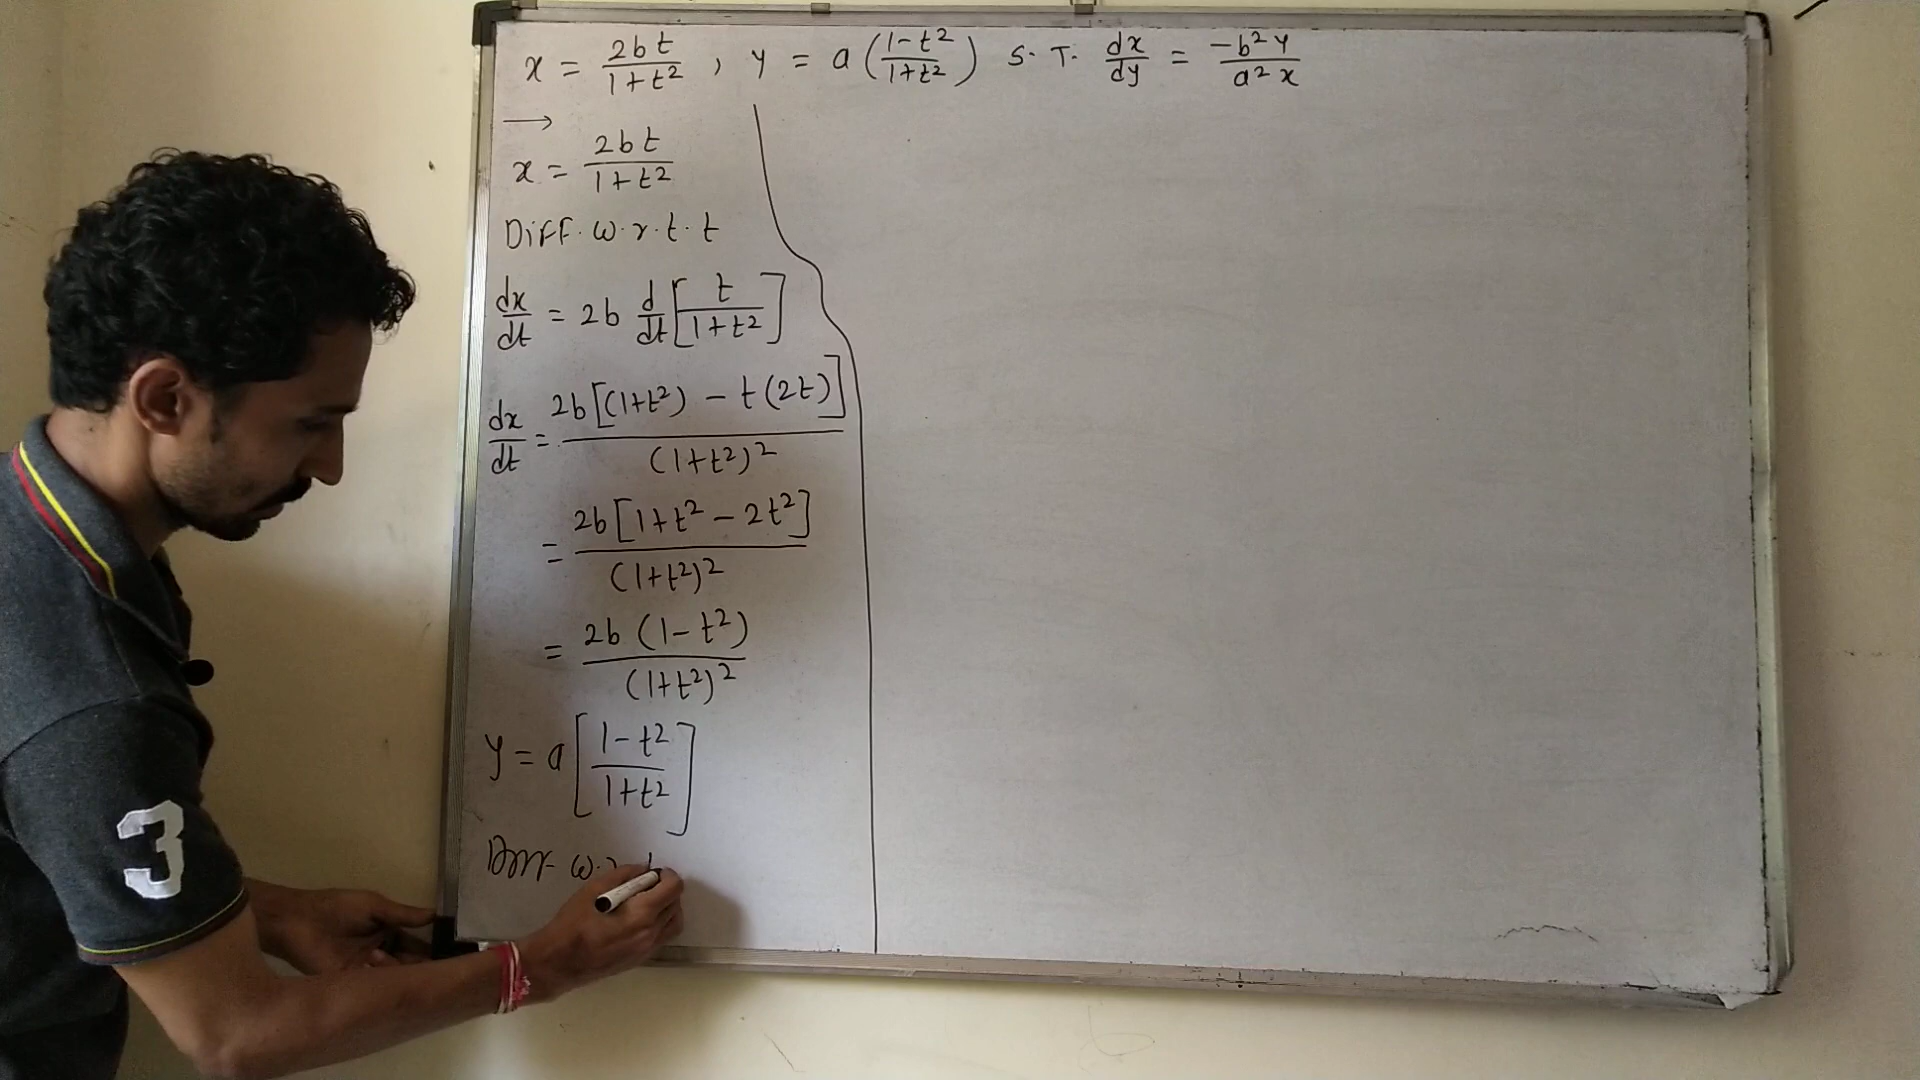 x = 2bt/1+t², y = a(1-t²/1+t²) S.T. dx/dy = -b²y/a²x
→
x = 2bt/1+t²
Diff. w.r.t. t
dx/dt = 2b d/dt[t/1+t²]
dx/dt = 2b[(1+t²) - t(2t)]/(1+t²)²
= 2b[1+t² - 2t²]/(1+t²)²
= 2b(1-t²)/(1+t²)²
y = a[1-t²/1+t²]
Diff w.r.
3